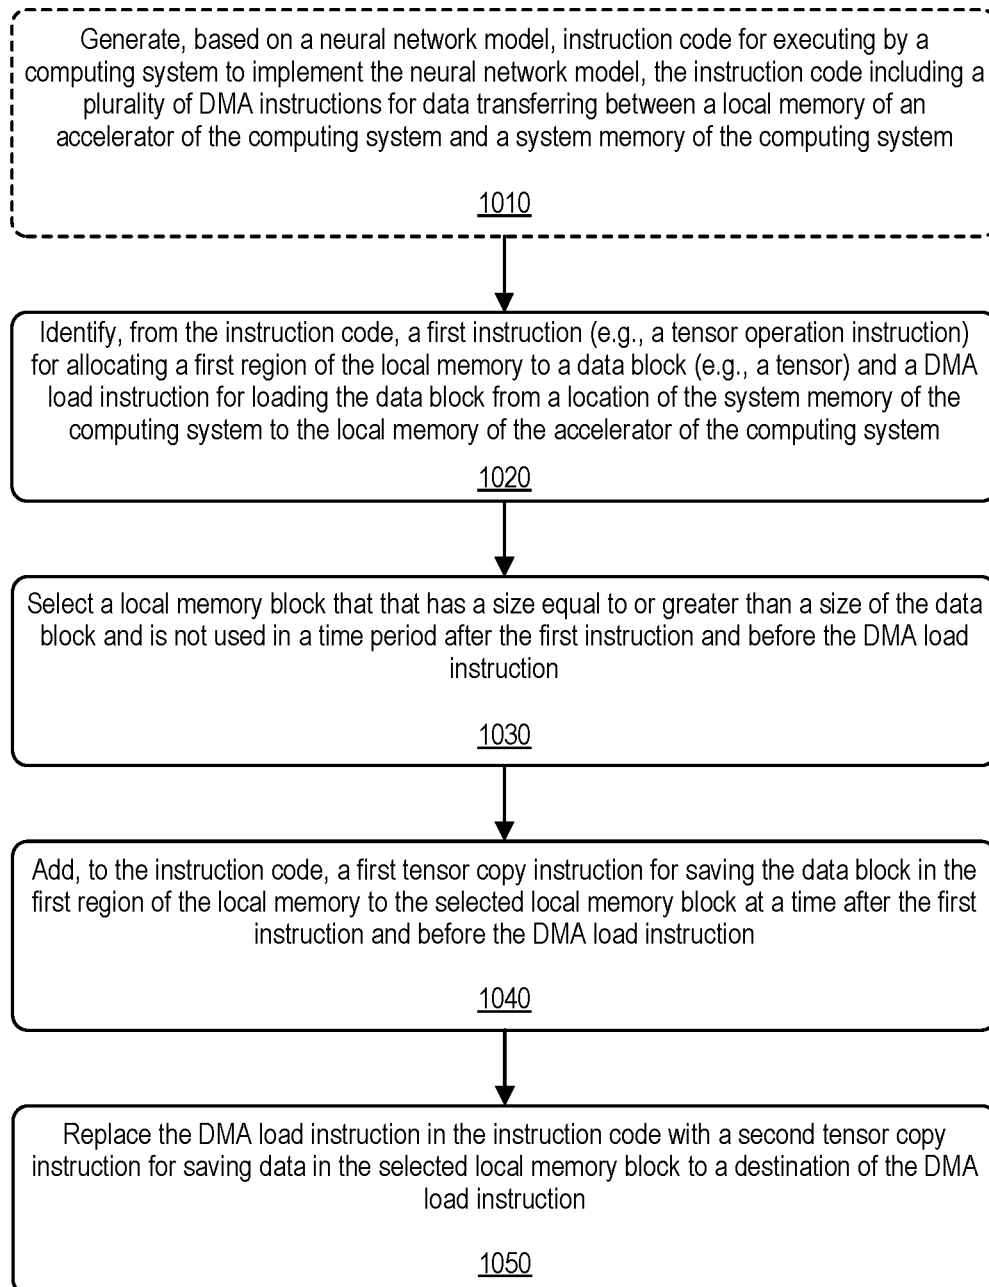 Generate, based on a neural network model, instruction code for executing by a
computing system to implement the neural network model, the instruction code including a
plurality of DMA instructions for data transferring between a local memory of an
accelerator of the computing system and a system memory of the computing system
1010
Identify, from the instruction code, a first instruction (e.g., a tensor operation instruction)
for allocating a first region of the local memory to a data block (e.g., a tensor) and a DMA
load instruction for loading the data block from a location of the system memory of the
computing system to the local memory of the accelerator of the computing system
1020
Select a local memory block that that has a size equal to or greater than a size of the data
block and is not used in a time period after the first instruction and before the DMA load
instruction
1030
Add, to the instruction code, a first tensor copy instruction for saving the data block in the
first region of the local memory to the selected local memory block at a time after the first
instruction and before the DMA load instruction
1040
Replace the DMA load instruction in the instruction code with a second tensor copy
instruction for saving data in the selected local memory block to a destination of the DMA
load instruction
1050